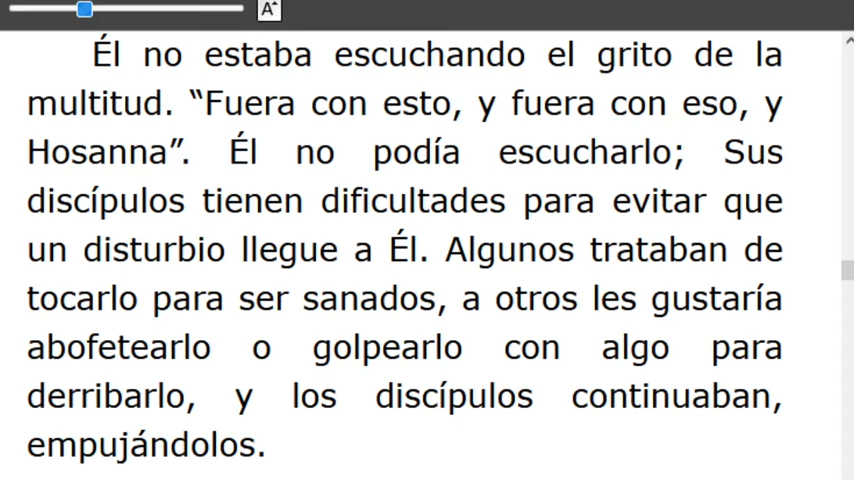 A
Él no estaba escuchando el grito de la
multitud. “Fuera con esto, y fuera con eso, y
Hosanna”. Él no podía escucharlo; Sus
discípulos tienen dificultades para evitar que
un disturbio llegue a Él. Algunos trataban de
tocarlo para ser sanados, a otros les gustaría
abofetearlo o golpearlo con algo para
derribarlo, y los discípulos continuaban,
empujándolos.